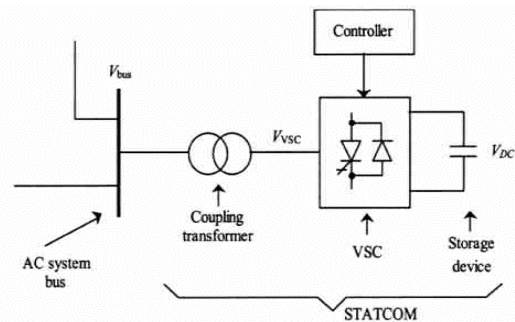 Controller
Vbus
VVSC
VDC
Coupling
transformer
VSC
Storage
device
AC system
bus
STATCOM